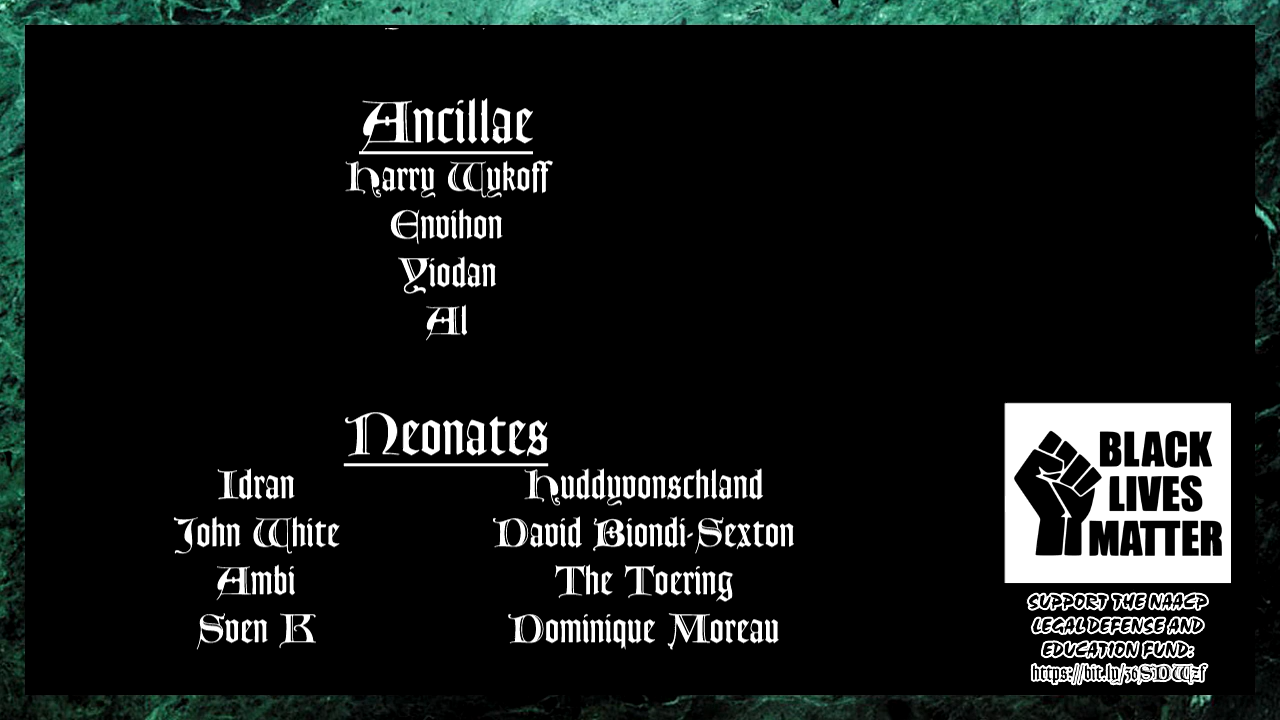 Ancillae
Harry Wykoff
Envihon
Yiodan
Al
Neonates
Idran
John White
Ambi
Sven K
Huddyvonschland
David Biondi-Sexton
The Toering
Dominique Moreau
BLACK
LIVES
MATTER
SUPPORT THE NAACP
LEGAL DEFENSE AND
EDUCATION FUND: